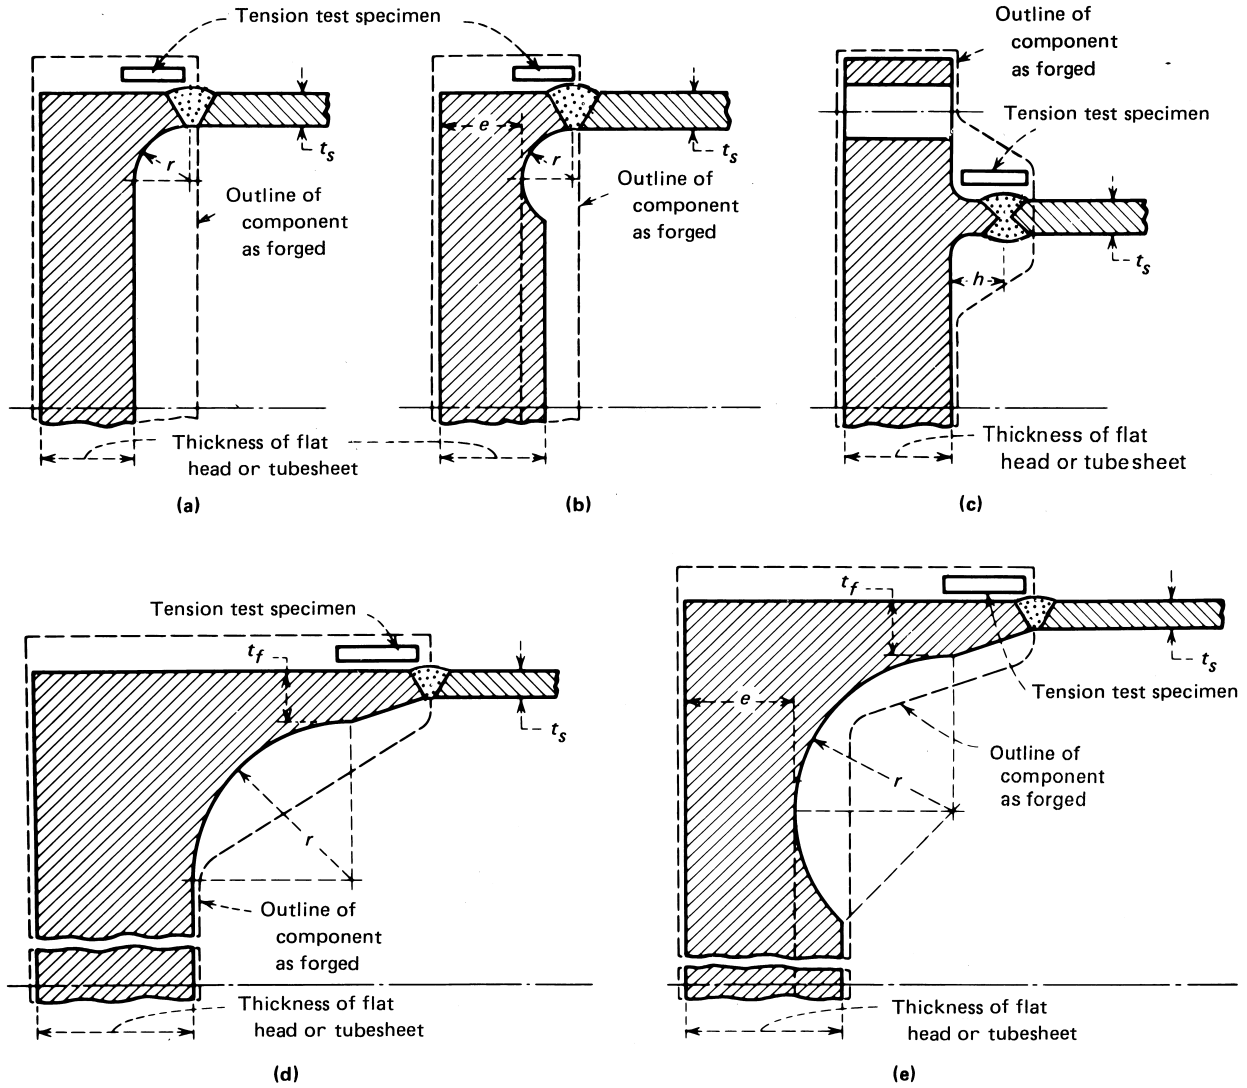 Tension test specimen
e
r
r
t_s
t_s
Outline of
component
as forged
Outline of
component
as forged
Thickness of flat
head or tubesheet
(a)
(b)
Outline of
component
as forged
Tension test specimen
t_s
h
Thickness of flat
head or tubesheet
(c)
Tension test specimen
t_f
t_s
r
Outline of
component
as forged
Thickness of flat
head or tubesheet
(d)
t_f
t_s
Tension test specimen
e
r
Outline of
component
as forged
Thickness of flat
head or tubesheet
(e)